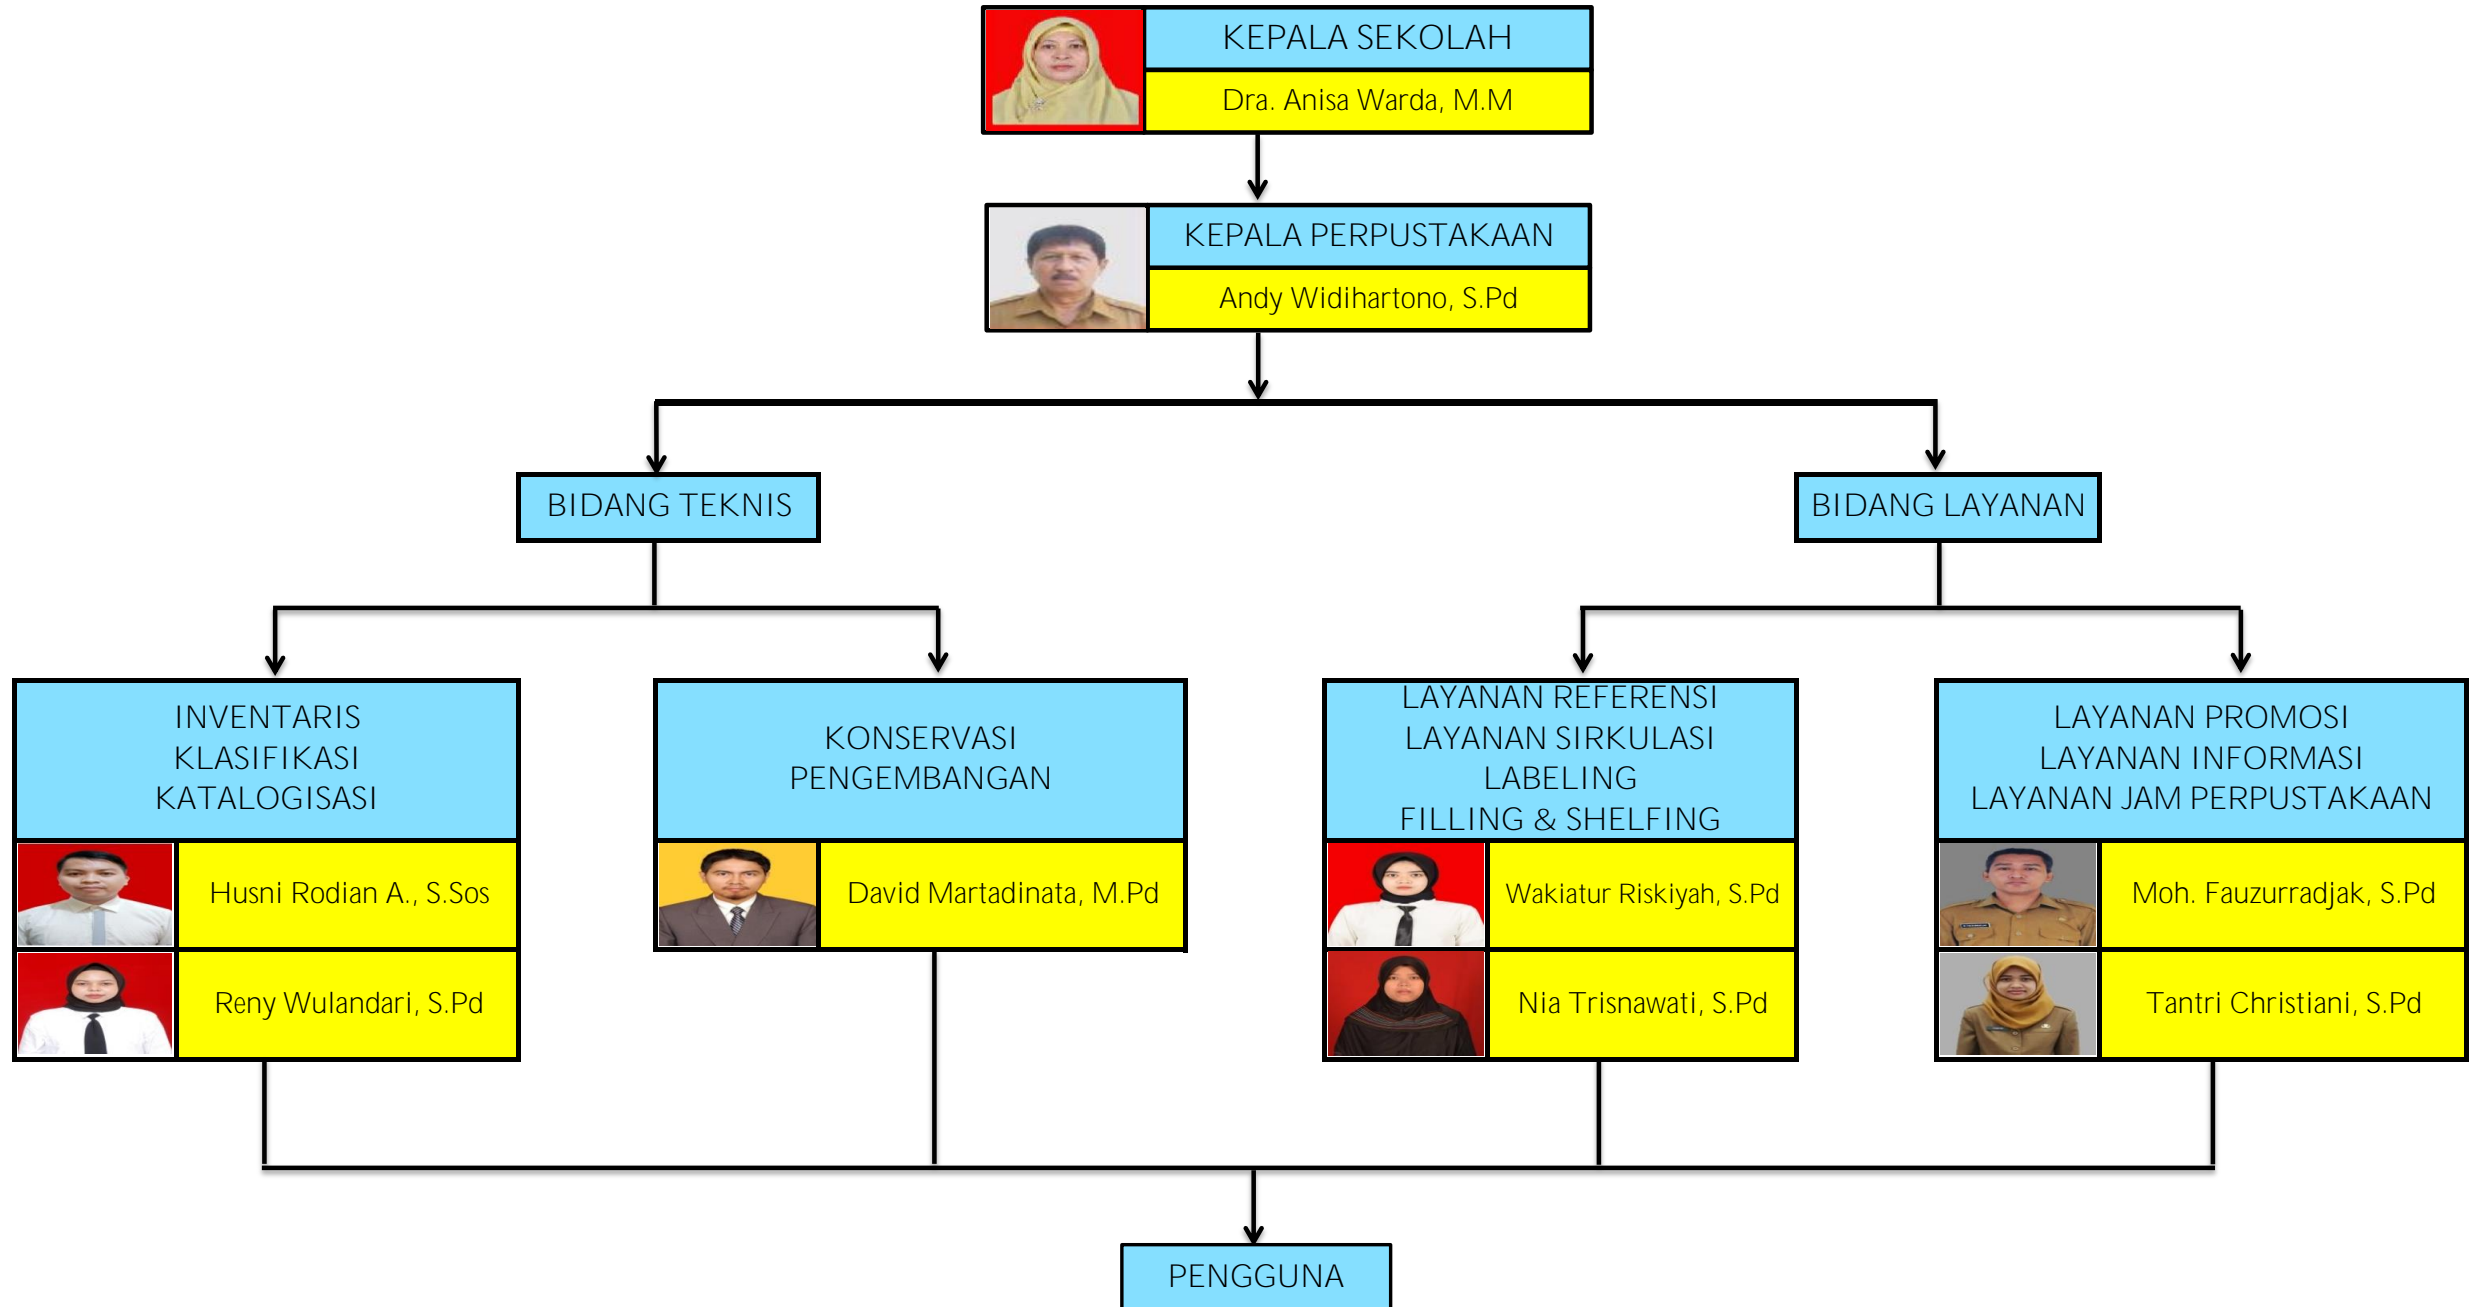 KEPALA SEKOLAH
Dra. Anisa Warda, M.M
KEPALA PERPUSTAKAAN
Andy Widihartono, S.Pd
BIDANG TEKNIS
BIDANG LAYANAN
INVENTARIS
KLASIFIKASI
KATALOGISASI
Husni Rodian A., S.Sos
Reny Wulandari, S.Pd
KONSERVASI
PENGEMBANGAN
David Martadinata, M.Pd
LAYANAN REFERENSI
LAYANAN SIRKULASI
LABELING
FILLING & SHELFING
Wakiatur Riskiyah, S.Pd
Nia Trisnawati, S.Pd
LAYANAN PROMOSI
LAYANAN INFORMASI
LAYANAN JAM PERPUSTAKAAN
Moh. Fauzurradjak, S.Pd
Tantri Christiani, S.Pd
PENGGUNA